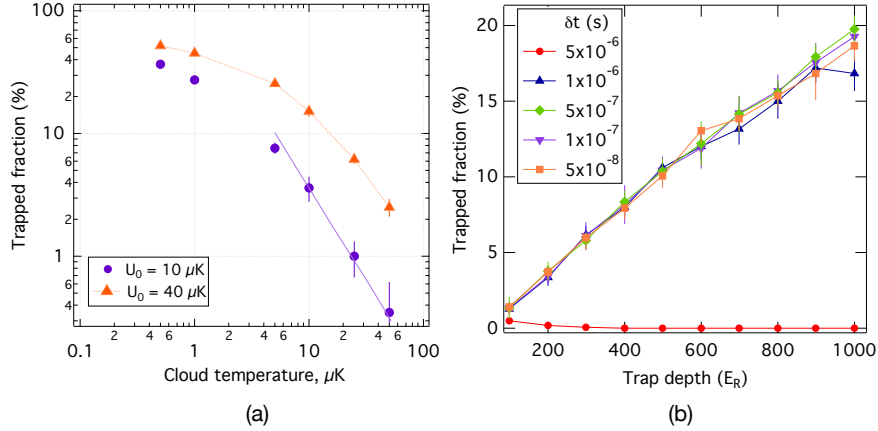 100
6
4
2
10
6
4
2
1
6
4
Trapped fraction (%)
U₀ = 10 µK
U₀ = 40 µK
0.1 2 4 6 1 2 4 6 10 2 4 6 100
Cloud temperature, µK
(a)
20
15
10
5
0
Trapped fraction (%)
δt (s)
5x10⁻⁶
1x10⁻⁶
5x10⁻⁷
1x10⁻⁷
5x10⁻⁸
200 400 600 800 1000
Trap depth (E_R)
(b)